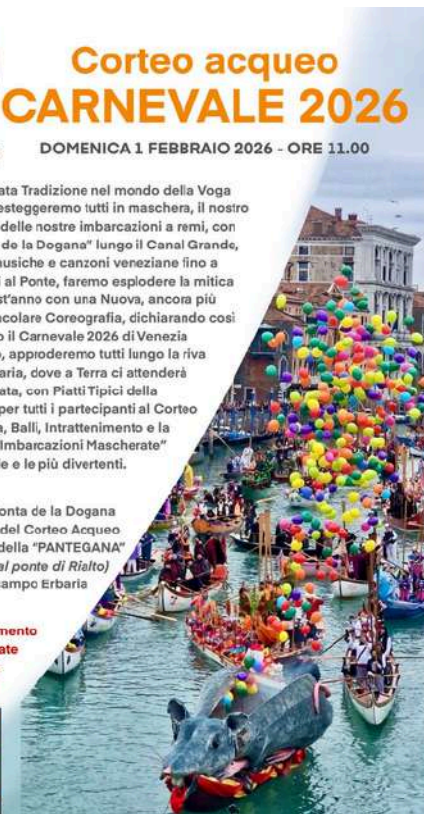 Corteo acqueo
CARNEVALE 2026
DOMENICA 1 FEBBRAIO 2026 - ORE 11.00
ata Tradizione nel mondo della Voga
esteggeremo tutti in maschera, il nostro
delle nostre imbarcazioni a remi, con
de la Dogana" lungo il Canal Grande,
musiche e canzoni veneziane fino a
i al Ponte, faremo esplodere la mitica
st'anno con una Nuova, ancora più
acolare Coreografia, dichiarando così
o il Carnevale 2026 di Venezia
o, approderemo tutti lungo la riva
aria, dove a Terra ci attenderà
ata, con Piatti Tipici della
per tutti i partecipanti al Corteo
a, Balli, Intrattenimento e la
Imbarcazioni Mascherate"
e e le più divertenti.
onta de la Dogana
del Corteo Acqueo
della "PANTEGANA"
al ponte di Rialto)
ampo Erbaria
mento
ate